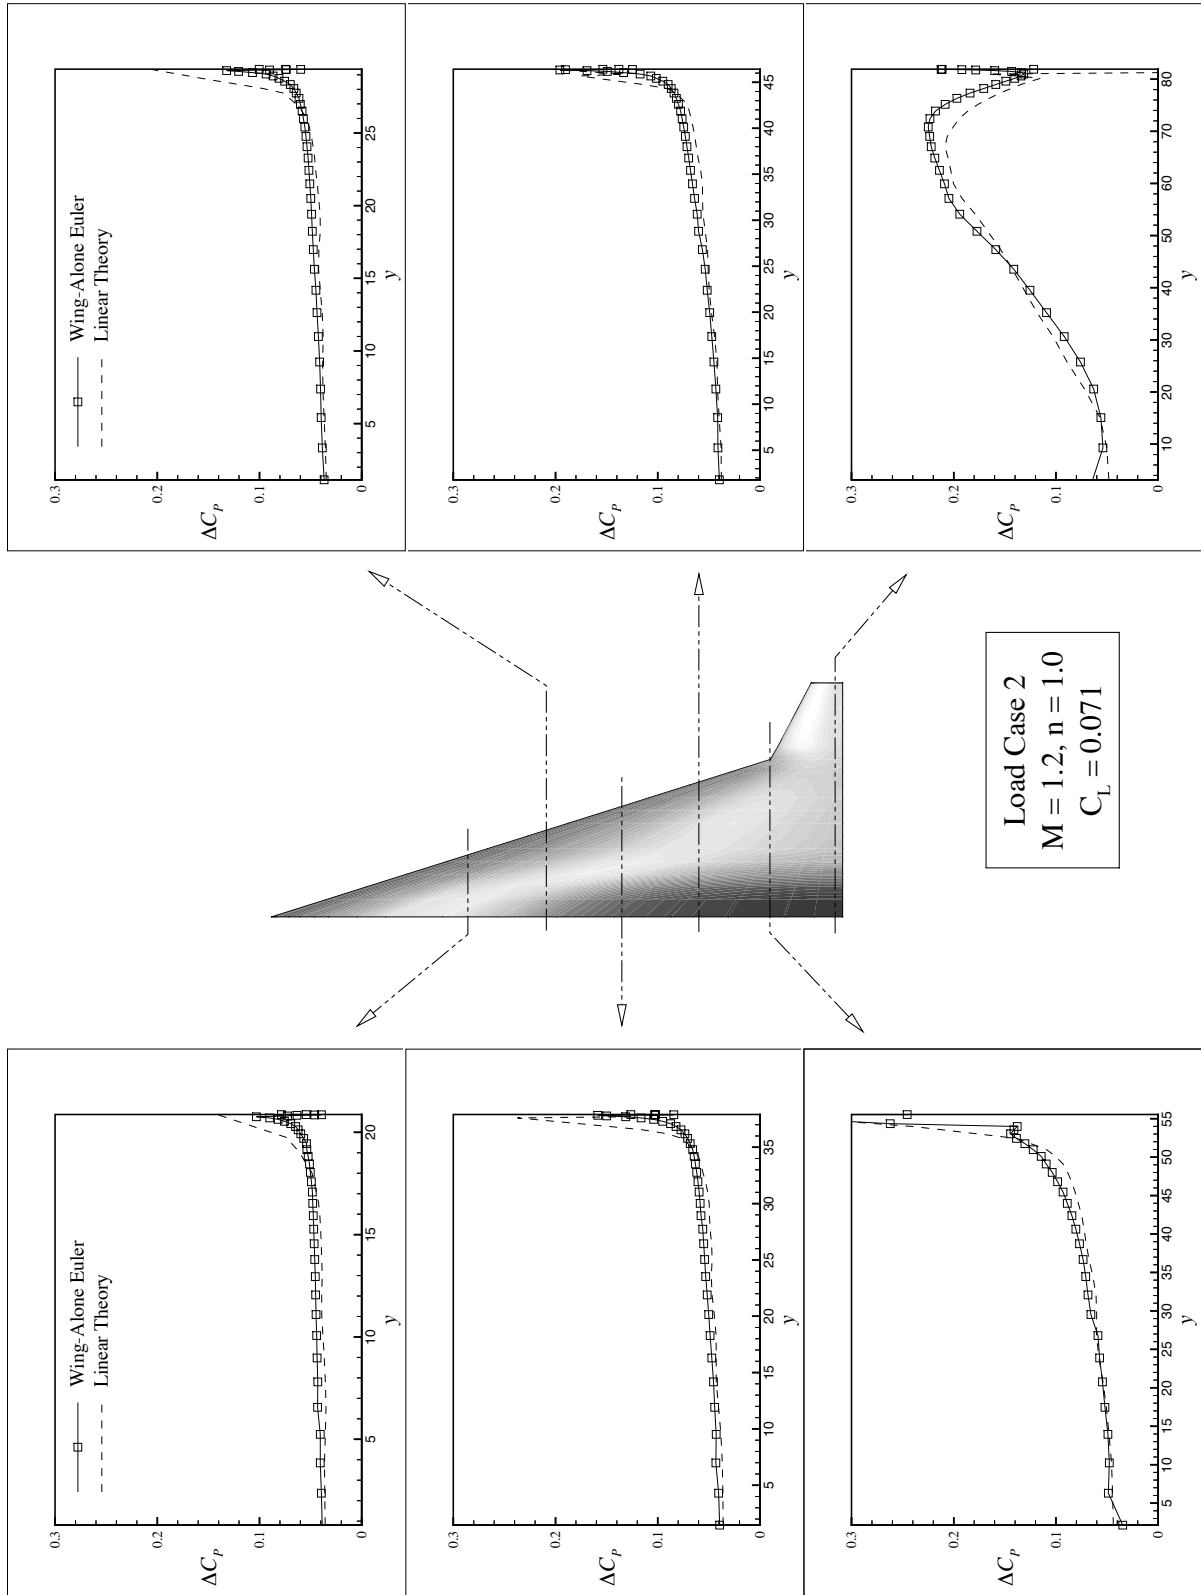 0.3
Wing-Alone Euler
Linear Theory
0.2
0.1
ΔC_P
0
5 10 15 20
y
0.3
Wing-Alone Euler
Linear Theory
0.2
0.1
ΔC_P
0
5 10 15 20 25
y
0.3
0.2
0.1
ΔC_P
0
5 10 15 20 25 30 35
y
0.3
0.2
0.1
ΔC_P
0
5 10 15 20 25 30 35 40 45
y
0.3
0.2
0.1
ΔC_P
0
5 10 15 20 25 30 35 40 45 50 55
y
Load Case 2
M = 1.2, n = 1.0
C_L = 0.071
0.3
0.2
0.1
ΔC_P
0
10 20 30 40 50 60 70 80
y